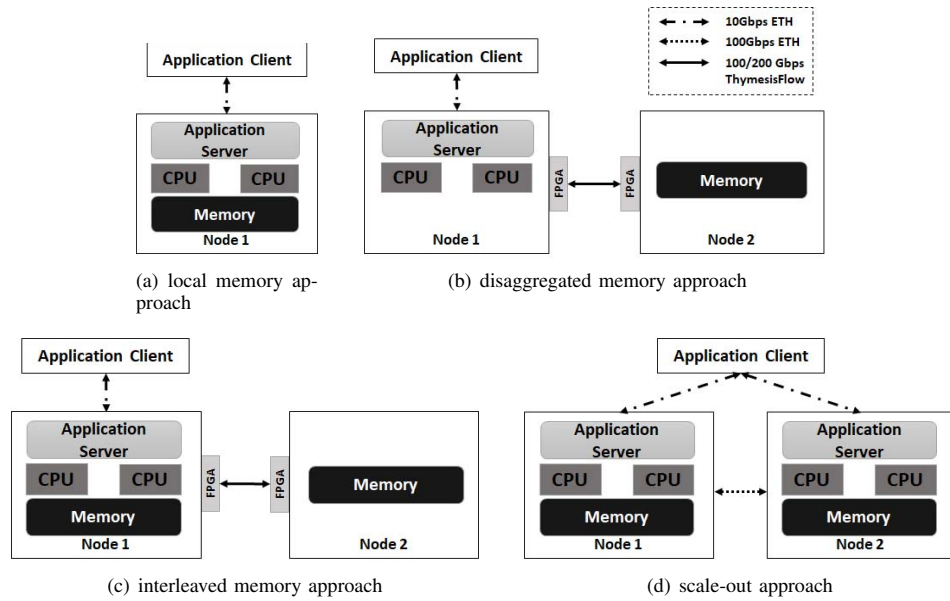 10Gbps ETH
100Gbps ETH
100/200 Gbps
ThymesisFlow
Application Client
Application
Server
CPU
CPU
Memory
Node 1
(a) local memory ap-
proach
Application Client
Application
Server
CPU
CPU
Node 1
FPGA
FPGA
Memory
Node 2
(b) disaggregated memory approach
Application Client
Application
Server
CPU
CPU
Memory
Node 1
FPGA
FPGA
Memory
Node 2
(c) interleaved memory approach
Application Client
Application
Server
CPU
CPU
Memory
Node 1
Application
Server
CPU
CPU
Memory
Node 2
(d) scale-out approach